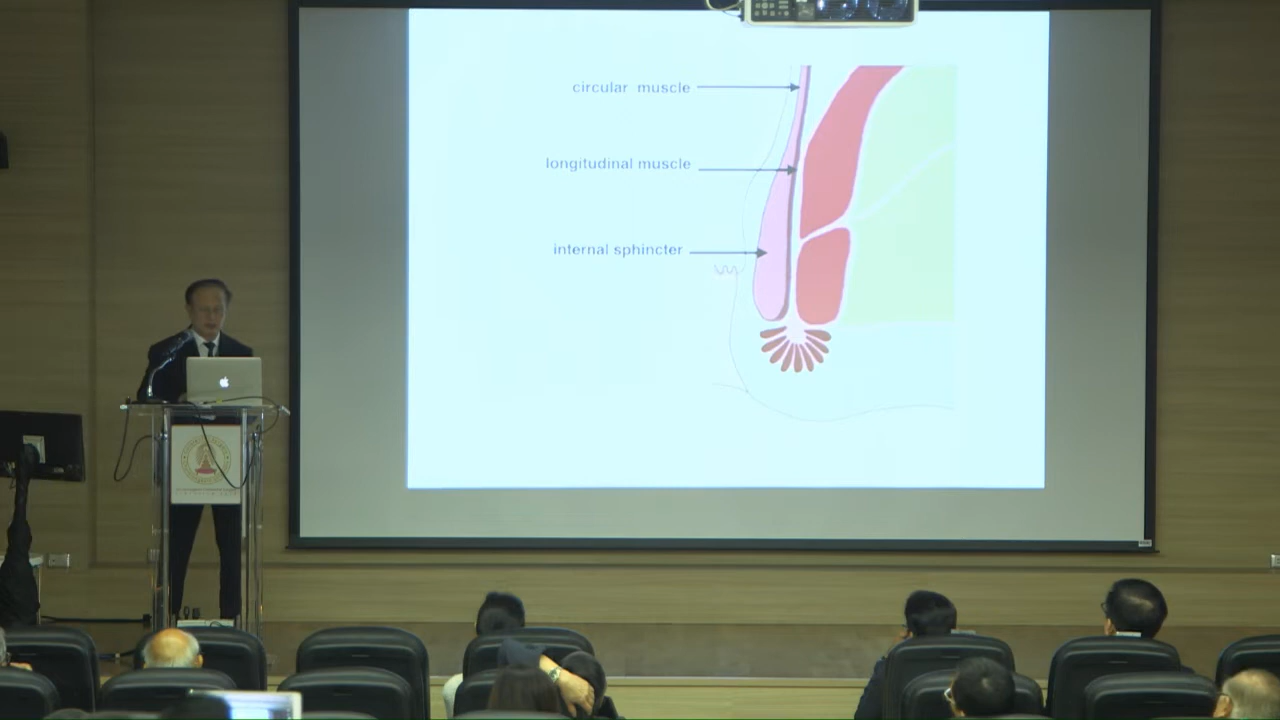 circular muscle
longitudinal muscle
internal sphincter